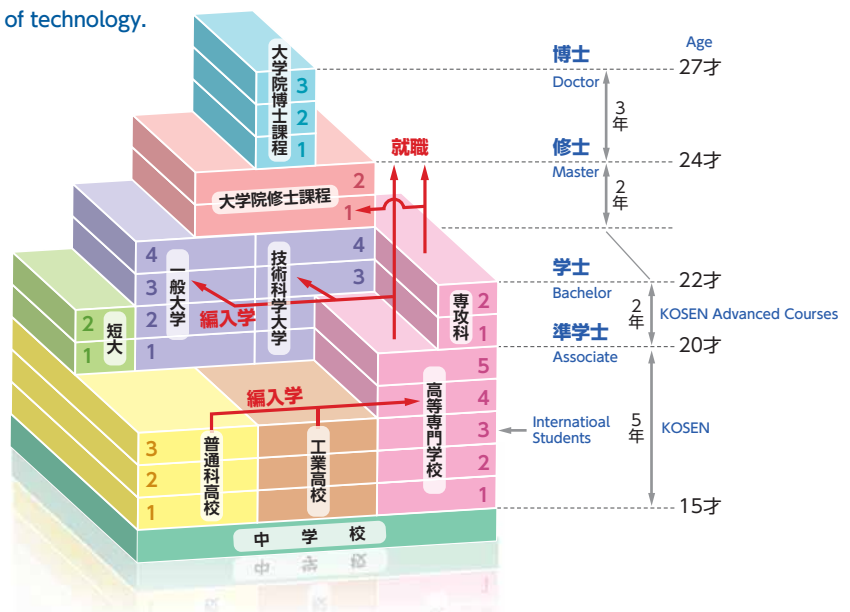 of technology.
大学院博士課程
3
2
1
博士
Doctor
Age
27才
3年
就職
修士
Master
24才
2年
大学院修士課程
2
1
4
3
2
1
一般大学
技術科学大学
4
3
編入学
学士
Bachelor
22才
2年
KOSEN Advanced Courses
専攻科
2
1
準学士
Associate
20才
2
1
短大
編入学
5
4
3
2
1
高等専門学校
Internatioal
Students
5年
KOSEN
3
2
1
普通科高校
工業高校
15才
中学校
中学校